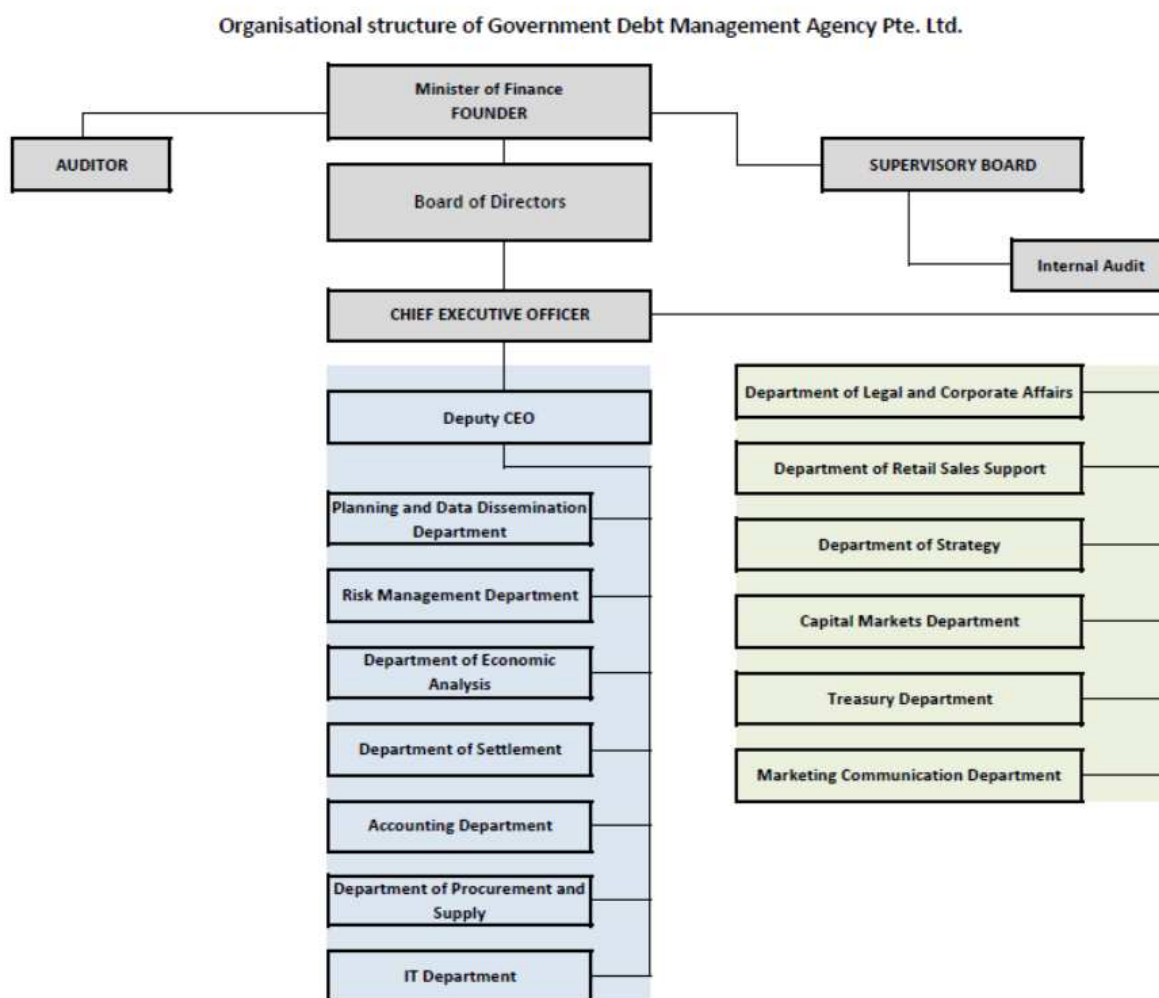 Organisational structure of Government Debt Management Agency Pte. Ltd.
Minister of Finance
FOUNDER
AUDITOR
SUPERVISORY BOARD
Board of Directors
Internal Audit
CHIEF EXECUTIVE OFFICER
Deputy CEO
Planning and Data Dissemination
Department
Risk Management Department
Department of Economic
Analysis
Department of Settlement
Accounting Department
Department of Procurement and
Supply
IT Department
Department of Legal and Corporate Affairs
Department of Retail Sales Support
Department of Strategy
Capital Markets Department
Treasury Department
Marketing Communication Department